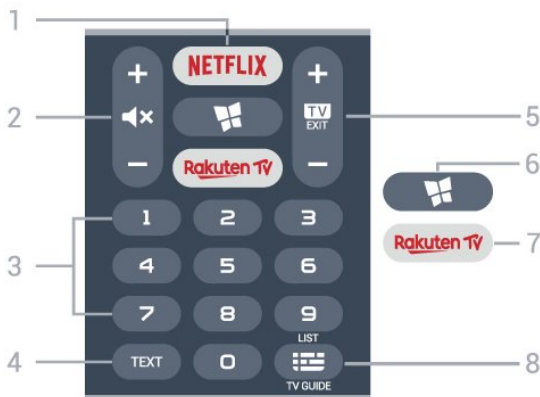 1
NETFLIX
+ +
2
TV
EXIT
5
- -
Rakuten TV
6
1 2 3
Rakuten TV
7
3
4 5 6
7 8 9
LIST
4
TEXT
0
8
TV GUIDE